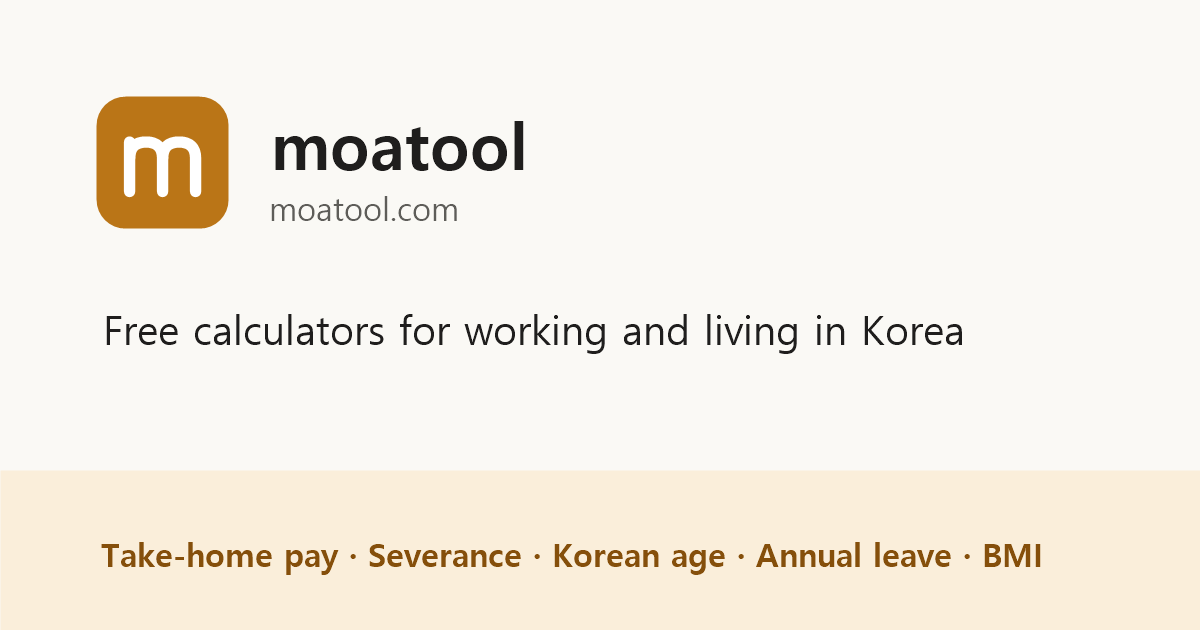 m
moatool
moatool.com
Free calculators for working and living in Korea
Take-home pay · Severance · Korean age · Annual leave · BMI